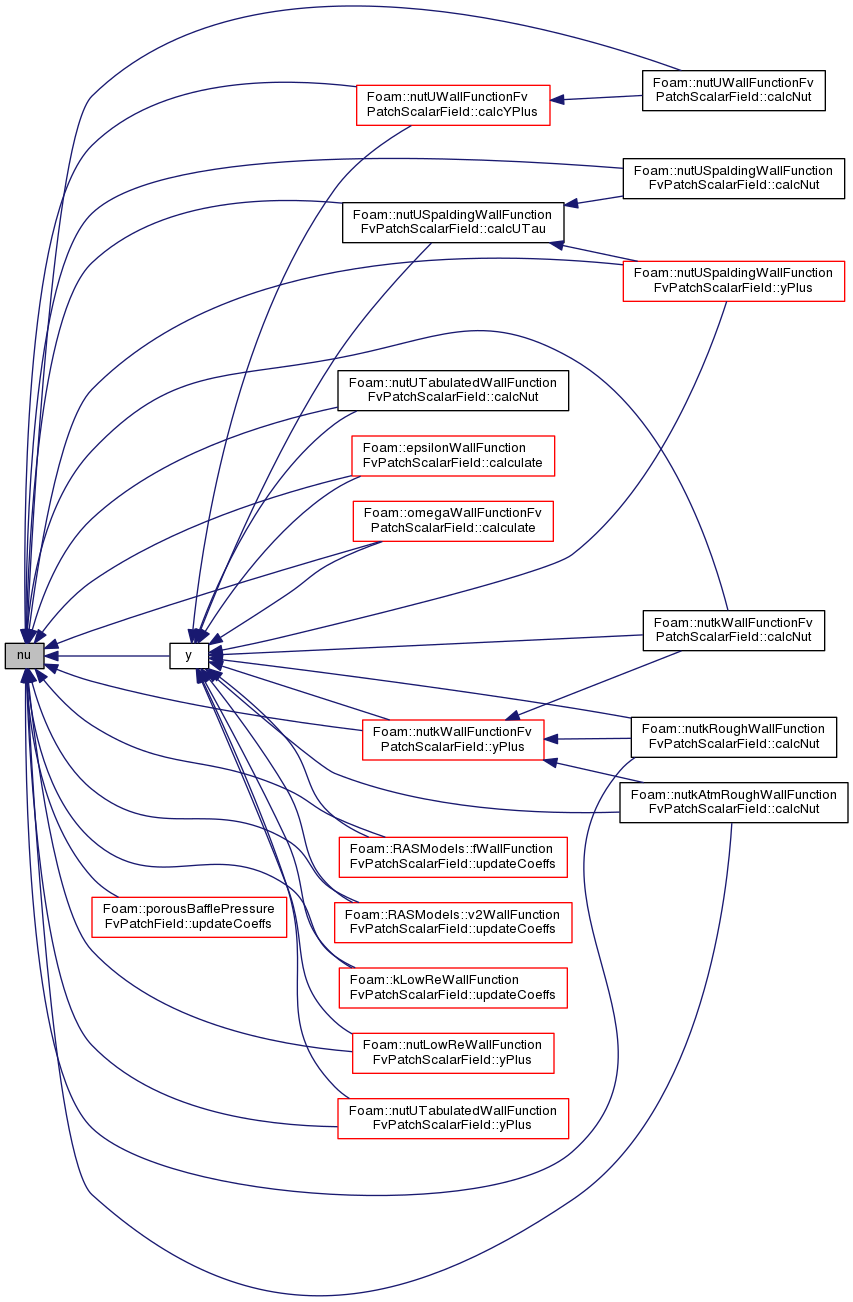 Foam::nutUWallFunctionFv
PatchScalarField::calcNut
Foam::nutUWallFunctionFv
PatchScalarField::calcYPlus
Foam::nutUSpaldingWallFunction
FvPatchScalarField::calcNut
Foam::nutUSpaldingWallFunction
FvPatchScalarField::calcUTau
Foam::nutUSpaldingWallFunction
FvPatchScalarField::yPlus
Foam::nutUTabulatedWallFunction
FvPatchScalarField::calcNut
Foam::epsilonWallFunction
FvPatchScalarField::calculate
Foam::omegaWallFunctionFv
PatchScalarField::calculate
nu
y
Foam::nutkWallFunctionFv
PatchScalarField::calcNut
Foam::nutkWallFunctionFv
PatchScalarField::yPlus
Foam::nutkRoughWallFunction
FvPatchScalarField::calcNut
Foam::nutkAtmRoughWallFunction
FvPatchScalarField::calcNut
Foam::RASModels::fWallFunction
FvPatchScalarField::updateCoeffs
Foam::porousBafflePressure
FvPatchField::updateCoeffs
Foam::RASModels::v2WallFunction
FvPatchScalarField::updateCoeffs
Foam::kLowReWallFunction
FvPatchScalarField::updateCoeffs
Foam::nutLowReWallFunction
FvPatchScalarField::yPlus
Foam::nutUTabulatedWallFunction
FvPatchScalarField::yPlus